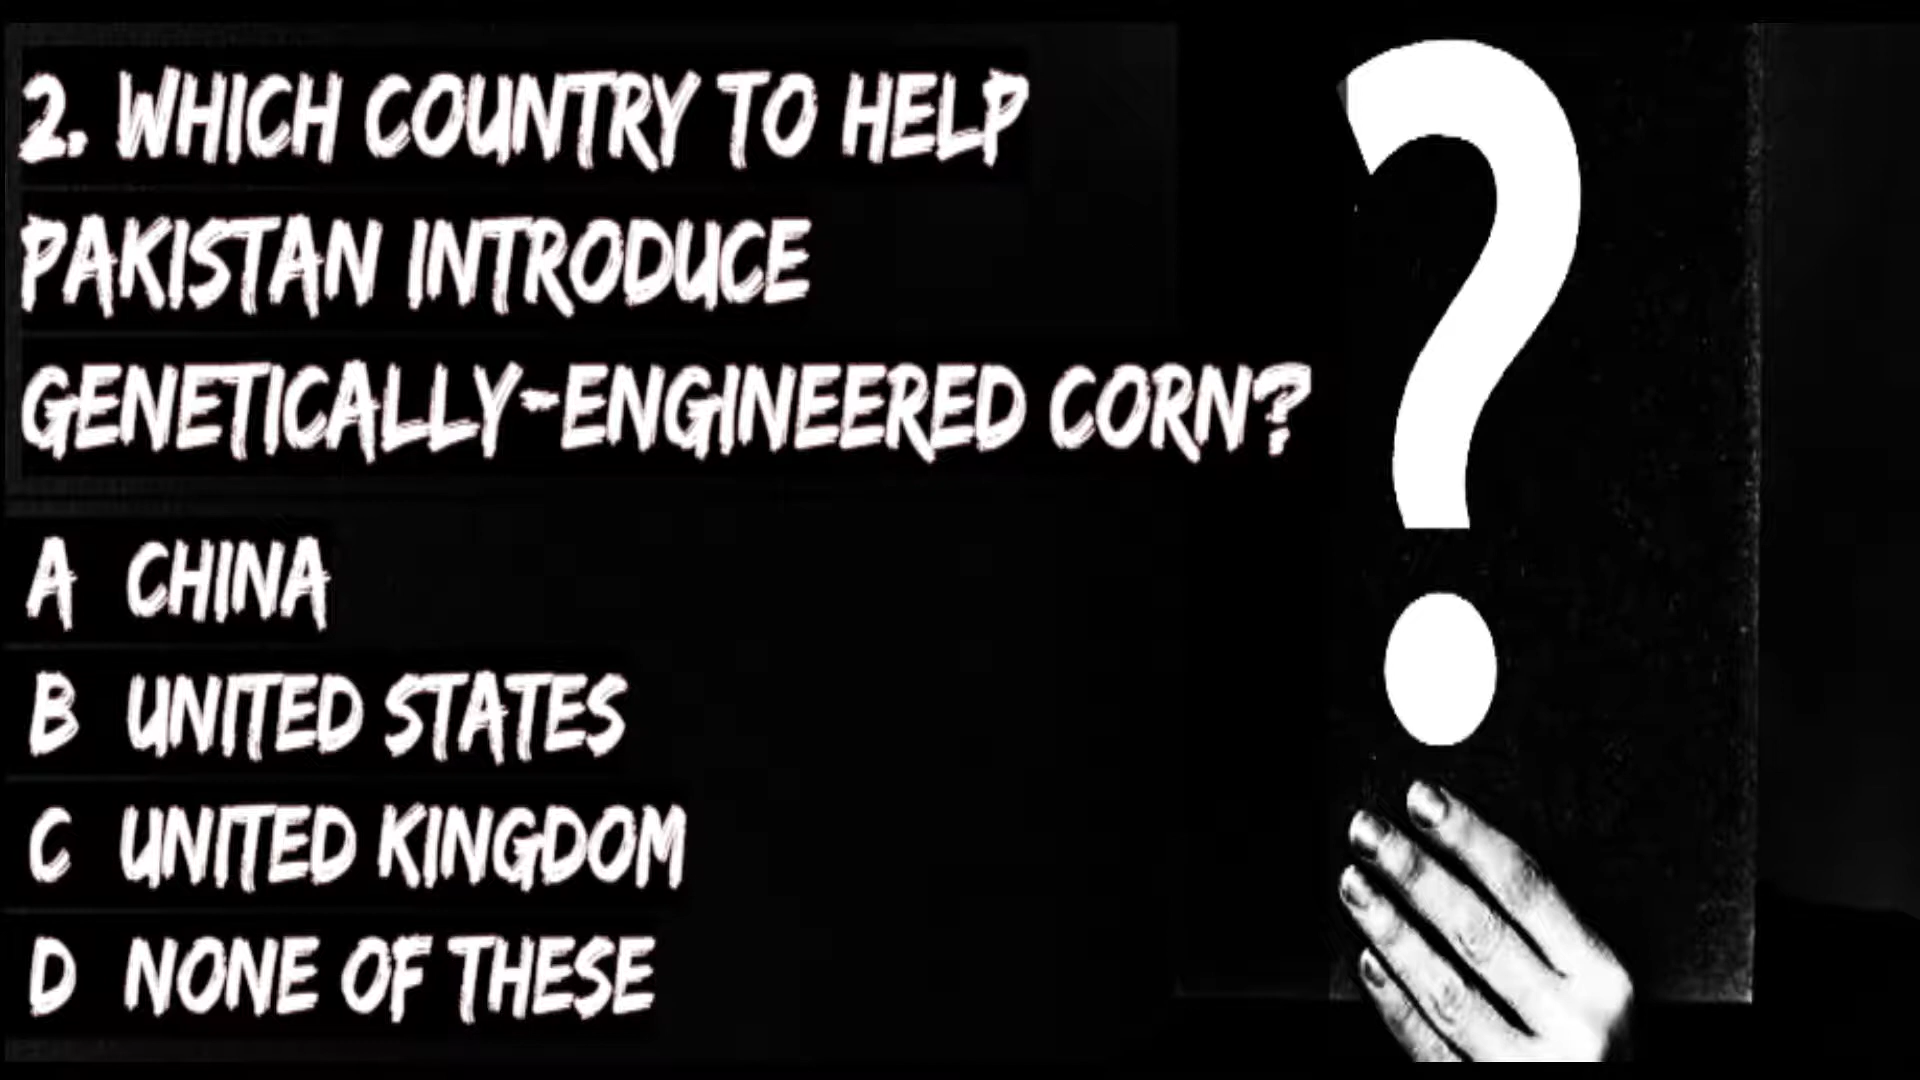 2. WHICH COUNTRY TO HELP
PAKISTAN INTRODUCE
GENETICALLY-ENGINEERED CORN?
A CHINA
B UNITED STATES
C UNITED KINGDOM
D NONE OF THESE
?